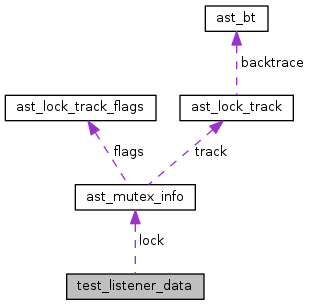 ast_bt
backtrace
ast_lock_track_flags
ast_lock_track
flags
track
ast_mutex_info
lock
test_listener_data